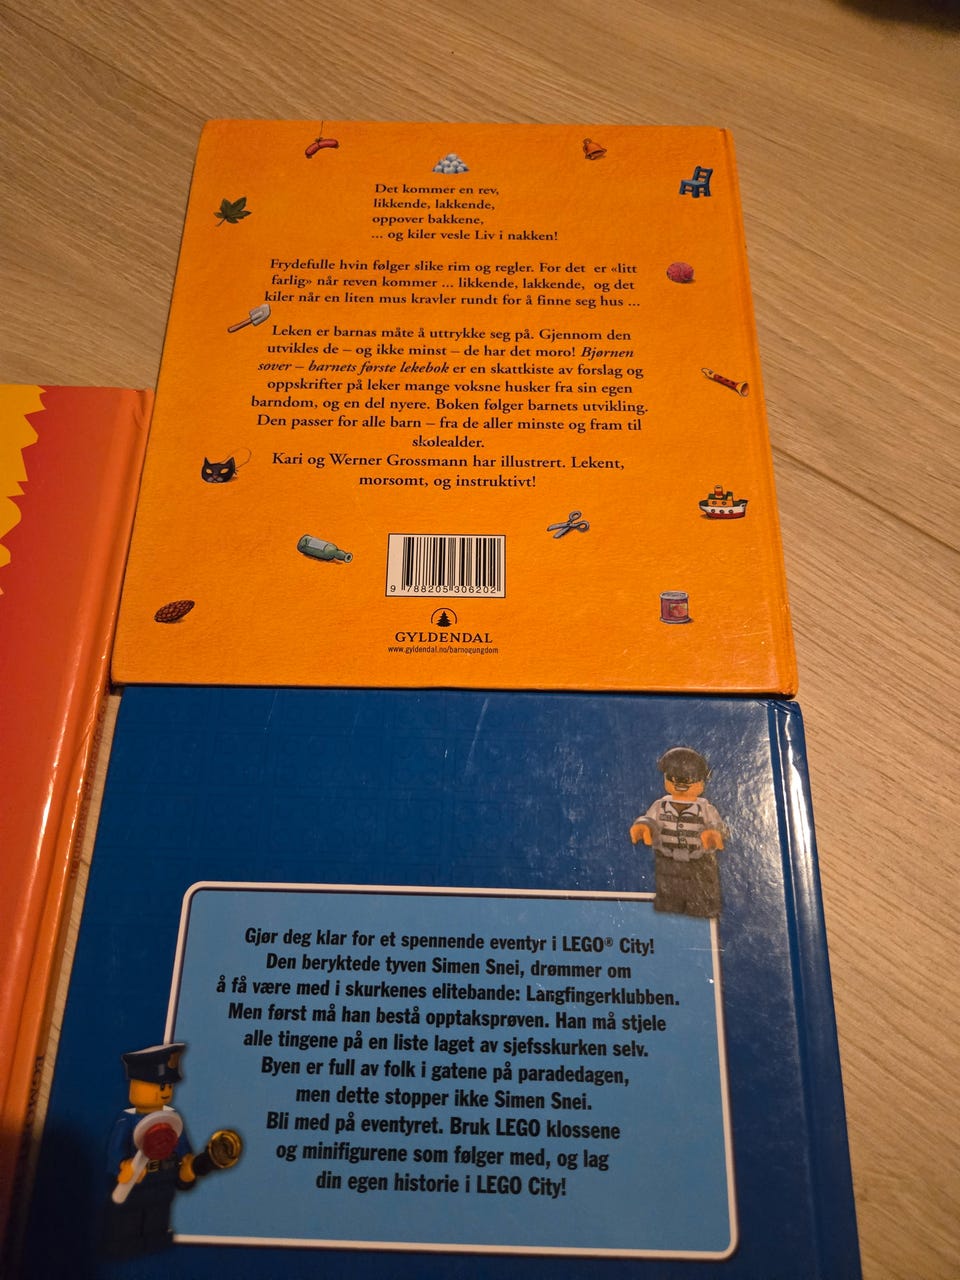 Det kommer en rev,
likkende, lakkende,
oppover bakkene,
... og kiler vesle Liv i nakken!
Frydefulle hvin følger slike rim og regler. For det er «litt
farlig» når reven kommer ... likkende, lakkende, og det
kiler når en liten mus kravler rundt for å finne seg hus ...
Leken er barnas måte å uttrykke seg på. Gjennom den
utvikles de – og ikke minst – de har det moro! Bjørnen
sover – barnets første lekebok er en skattkiste av forslag og
oppskrifter på leker mange voksne husker fra sin egen
barndom, og en del nyere. Boken følger barnets utvikling.
Den passer for alle barn – fra de aller minste og fram til
skolealder.
Kari og Werner Grossmann har illustrert. Lekent,
morsomt, og instruktivt!
9 788205 306202
GYLDENDAL
www.gyldendal.no/barnogungdom
Gjør deg klar for et spennende eventyr i LEGO® City!
Den beryktede tyven Simen Snei, drømmer om
å få være med i skurkenes elitebande: Langfingerklubben.
Men først må han bestå opptaksprøven. Han må stjele
alle tingene på en liste laget av sjefsskurken selv.
Byen er full av folk i gatene på paradedagen,
men dette stopper ikke Simen Snei.
Bli med på eventyret. Bruk LEGO klossene
og minifigurene som følger med, og lag
din egen historie i LEGO City!